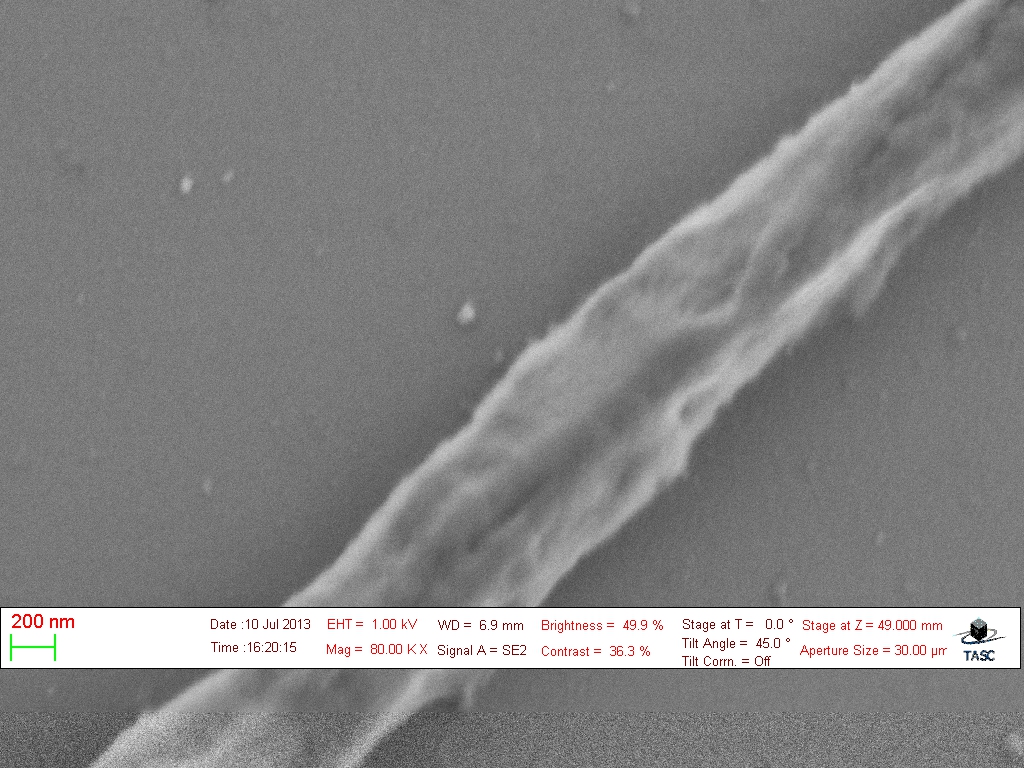 200 nm
Date :10 Jul 2013
Time :16:20:15
EHT = 1.00 kV
Mag = 80.00 K X
WD = 6.9 mm
Signal A = SE2
Brightness = 49.9 %
Contrast = 36.3 %
Stage at T = 0.0 °
Tilt Angle = 45.0 °
Tilt Corrn. = Off
Stage at Z = 49.000 mm
Aperture Size = 30.00 µm
TASC